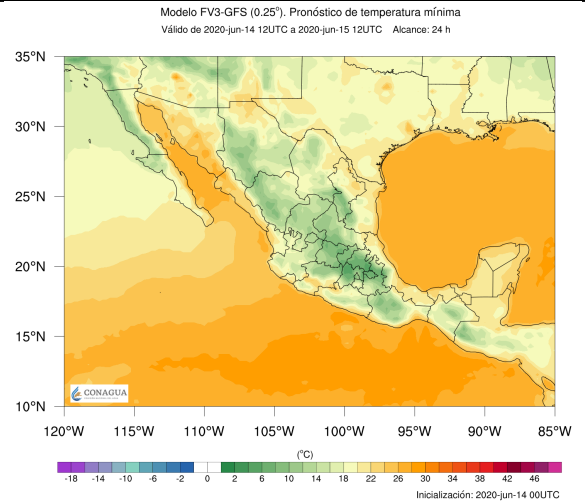 Modelo FV3-GFS (0.25°). Pronóstico de temperatura mínima
Válido de 2020-jun-14 12UTC a 2020-jun-15 12UTC Alcance: 24 h
35°N
30°N
25°N
20°N
15°N
10°N
CONAGUA
120°W 115°W 110°W 105°W 100°W 95°W 90°W 85°W
(°C)
-18 -14 -10 -6 -2 0 2 6 10 14 18 22 26 30 34 38 42 46
Inicialización: 2020-jun-14 00UTC